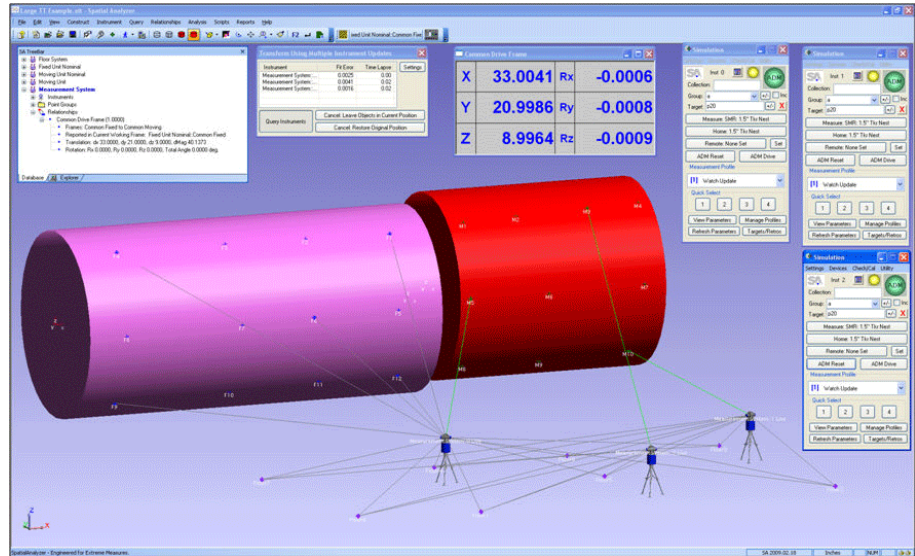 Large TT Example.xit - Spatial Analyzer
File Edit View Construct Instrument Query Relationships Analysis Scripts Reports Help
ixed Unit Nominal::Common Fixe
SA TreeBar
Floor System
Fixed Unit Nominal
Moving Unit Nominal
Moving Unit
Measurement System
Instruments
Point Groups
Relationships
Common Drive Frame (1.0000)
Frames: Common Fixed to Common Moving
Reported in Current Working Frame: Fixed Unit Nominal::Common Fixed
Translation: dx 33.0000, dy 21.0000, dz 9.0000, dMag 40.1373
Rotation: Rx 0.0000, Ry 0.0000, Rz 0.0000, Total Angle 0.0000 deg.
Database Explorer
Transform Using Multiple Instrument Updates
Instrument Fit Error Time Lapse Settings
Measurement System::... 0.0025 0.00
Measurement System::... 0.0041 0.02
Measurement System::... 0.0016 0.02
Query Instruments
Cancel: Leave Objects in Current Position
Cancel: Restore Original Position
Common Drive Frame
X 33.0041 Rx -0.0006
Y 20.9986 Ry -0.0008
Z 8.9964 Rz -0.0009
Simulation
Inst 0 ADM
Collection:
Group: a +/- Inc
Target: p20 +/- X
Measure: SMR: 1.5" Tkr Nest
Home: 1.5" Tkr Nest
Remote: None Set Set
ADM Reset ADM Drive
Measurement Profile
[1] Watch Update
Quick Select
1 2 3 4
View Parameters Manage Profiles
Refresh Parameters Targets/Retros
Simulation
Inst 1 ADM
Collection:
Group: a +/- Inc
Target: p20 +/- X
Measure: SMR: 1.5" Tkr Nest
Home: 1.5" Tkr Nest
Remote: None Set Set
ADM Reset ADM Drive
Measurement Profile
[1] Watch Update
Quick Select
1 2 3 4
View Parameters Manage Profiles
Refresh Parameters Targets/Retros
Simulation
Settings Devices Check/Cal Utility
Inst 2 ADM
Collection:
Group: a +/- Inc
Target: p20 +/- X
Measure: SMR: 1.5" Tkr Nest
Home: 1.5" Tkr Nest
Remote: None Set Set
ADM Reset ADM Drive
Measurement Profile
[1] Watch Update
Quick Select
1 2 3 4
View Parameters Manage Profiles
Refresh Parameters Targets/Retros
M1 M2 M3 M4
M5 M6 M7
M8 M9 M10
F5
F7
F9 F10 F11 F12
Z X
SpatialAnalyzer - Engineered for Extreme Measures.
SA 2009.02.18 Inches NUM